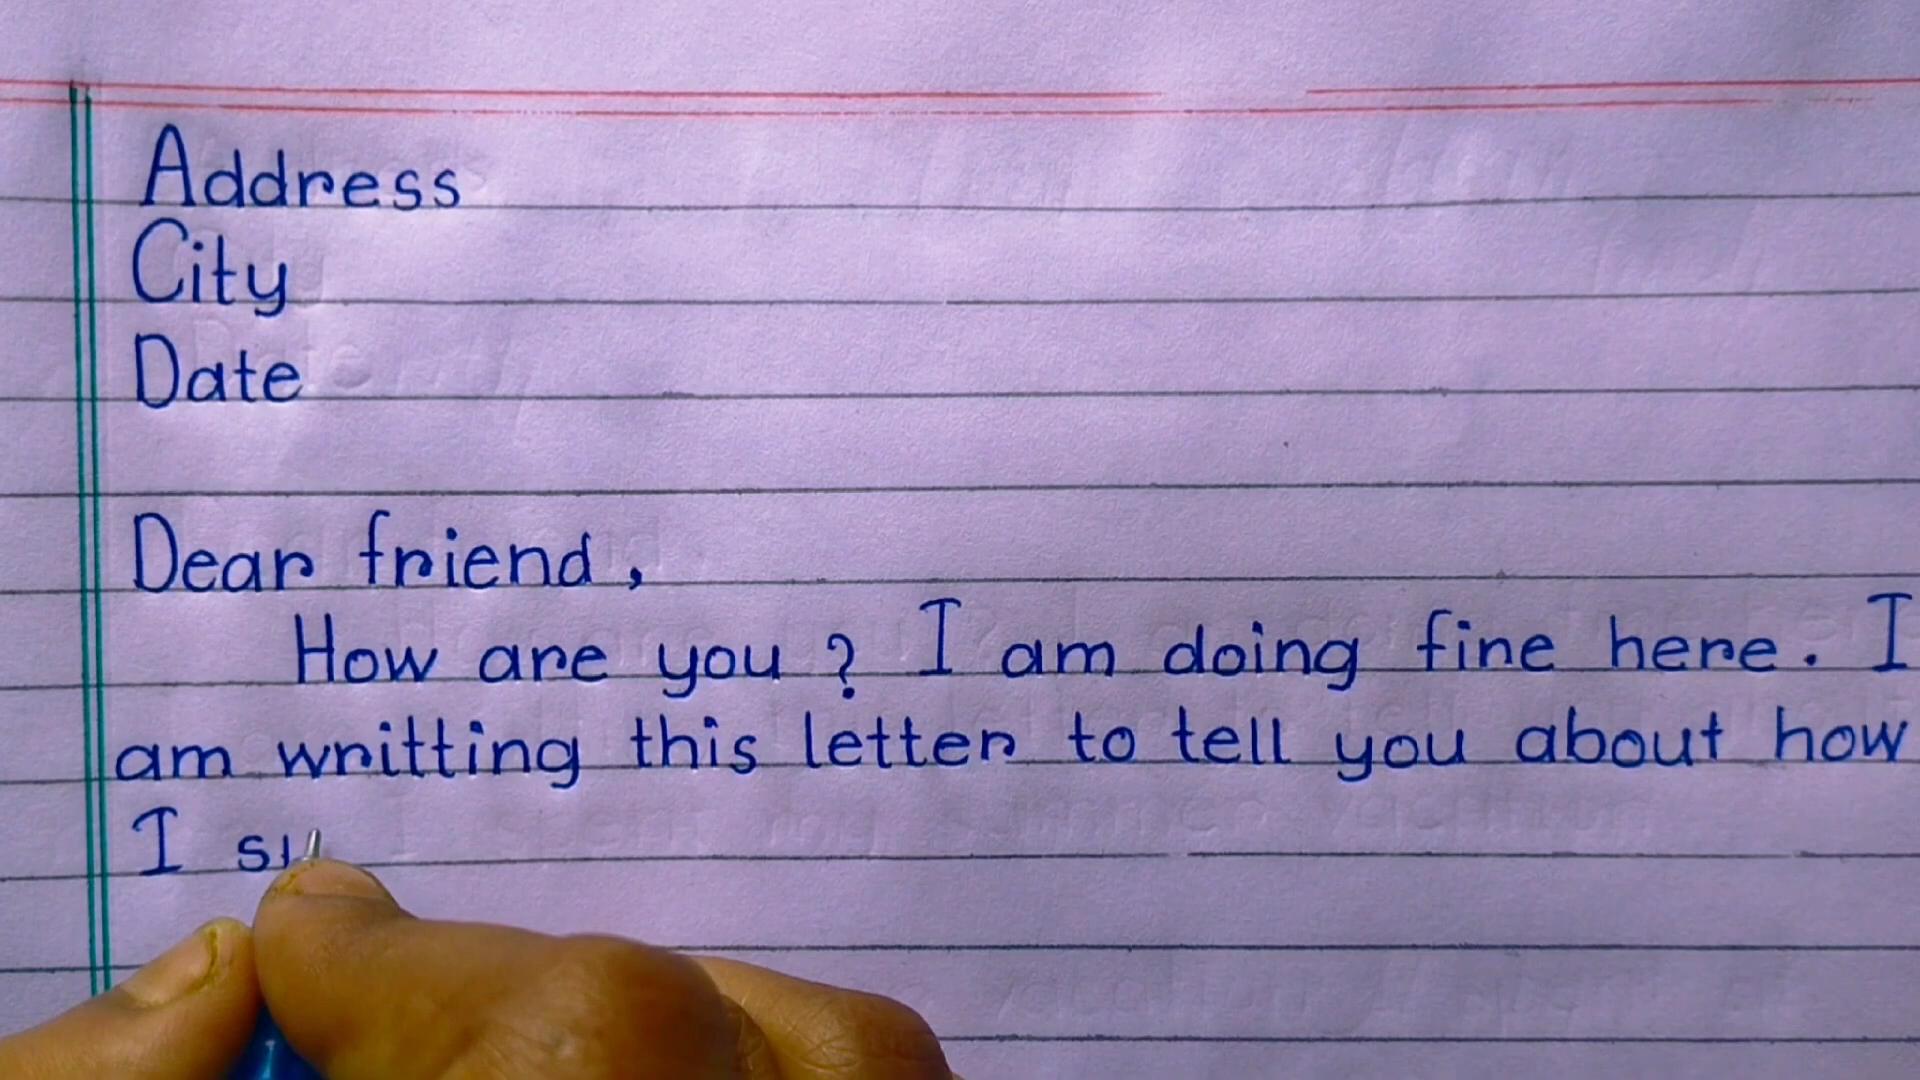 Address
City
Date
Dear friend,
How are you? I am doing fine here. I
am writting this letter to tell you about how
I